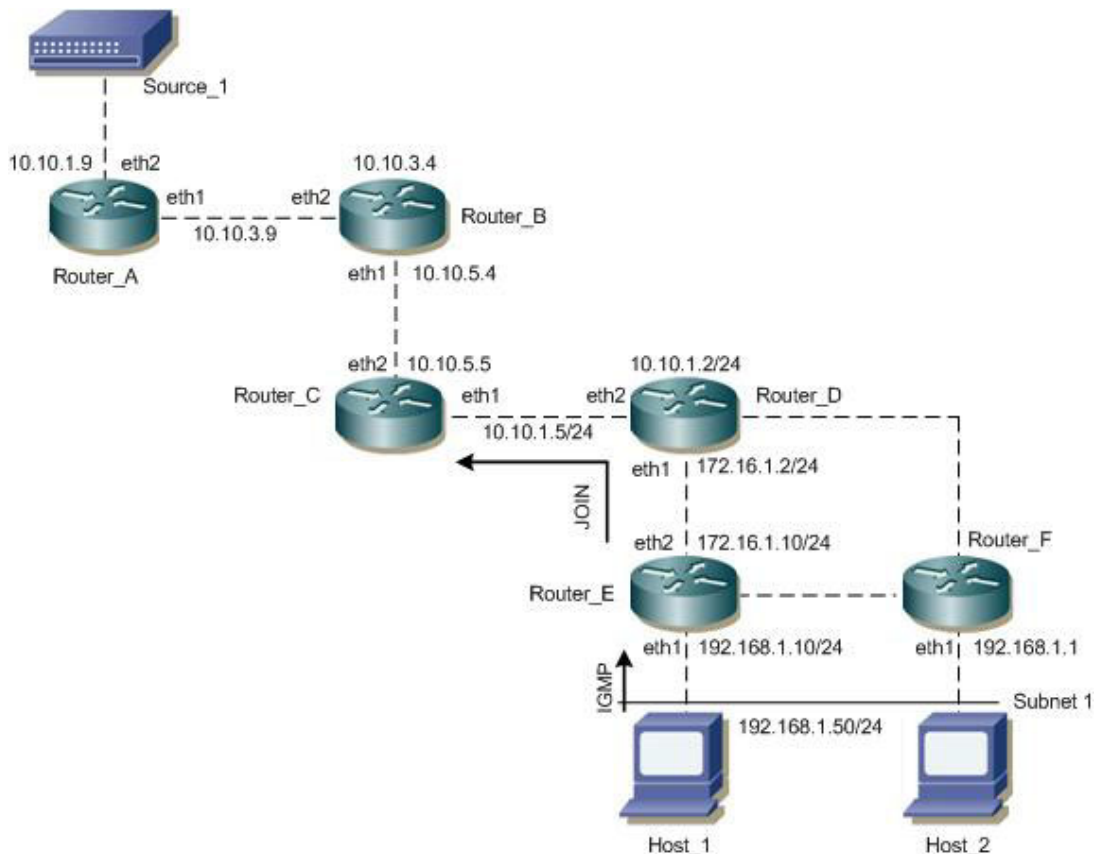 Source_1
10.10.1.9 eth2
10.10.3.4
eth1
eth2
Router_B
10.10.3.9
Router_A
eth1 10.10.5.4
eth2 10.10.5.5
10.10.1.2/24
Router_C
eth1
eth2
Router_D
10.10.1.5/24
eth1 172.16.1.2/24
JOIN
eth2 172.16.1.10/24
Router_F
Router_E
eth1 192.168.1.10/24
eth1 192.168.1.1
IGMP
Subnet 1
192.168.1.50/24
Host_1
Host_2